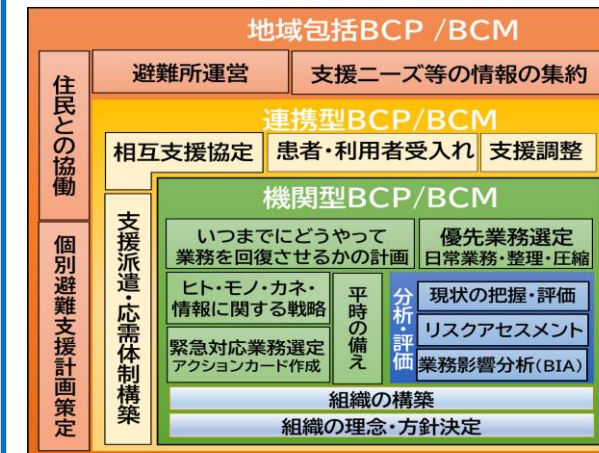 地域包括BCP /BCM
住民との協働
避難所運営
支援ニーズ等の情報の集約
連携型BCP/BCM
相互支援協定
患者・利用者受入れ
支援調整
個別避難支援計画策定
支援派遣・応需体制構築
機関型BCP/BCM
いつまでにどうやって
業務を回復させるかの計画
優先業務選定
日常業務・整理・圧縮
ヒト・モノ・カネ・
情報に関する戦略
緊急対応業務選定
アクションカード作成
平時の備え
分析・評価
現状の把握・評価
リスクアセスメント
業務影響分析(BIA)
組織の構築
組織の理念・方針決定